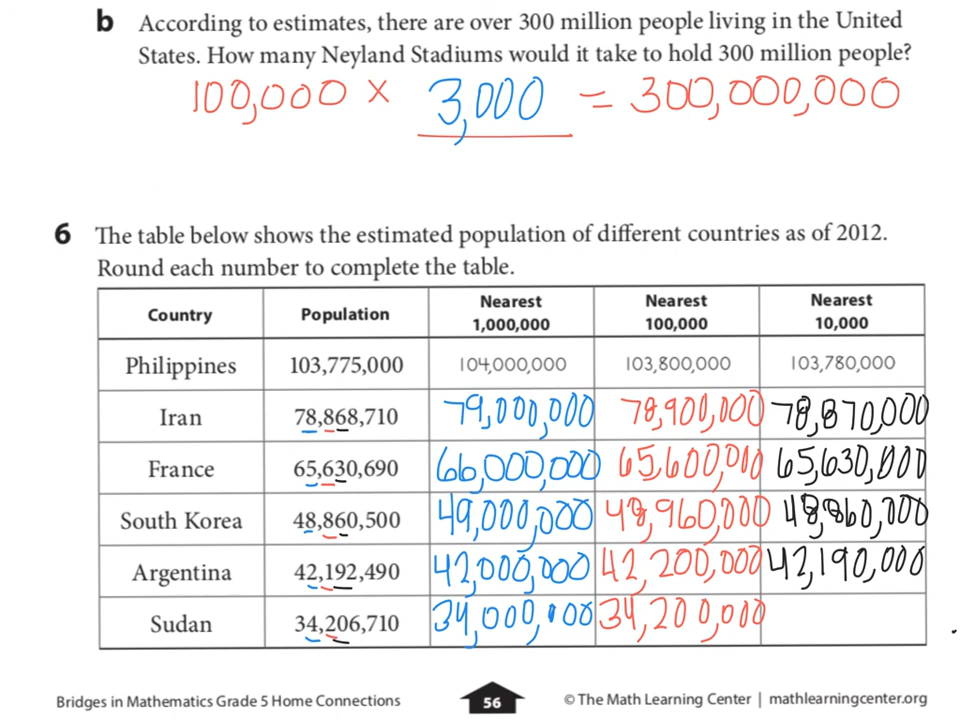 b According to estimates, there are over 300 million people living in the United
States. How many Neyland Stadiums would it take to hold 300 million people?
100,000 × 3,000 = 300,000,000
6 The table below shows the estimated population of different countries as of 2012.
Round each number to complete the table.
Country Population Nearest 1,000,000 Nearest 100,000 Nearest 10,000
Philippines 103,775,000 104,000,000 103,800,000 103,780,000
Iran 78,868,710 79,000,000 78,900,000 78,870,000
France 65,630,690 66,000,000 65,600,000 65,630,000
South Korea 48,860,500 49,000,000 48,960,000 48,860,000
Argentina 42,192,490 42,000,000 42,200,000 42,190,000
Sudan 34,206,710 34,000,000 34,200,000
Bridges in Mathematics Grade 5 Home Connections 56 © The Math Learning Center | mathlearningcenter.org